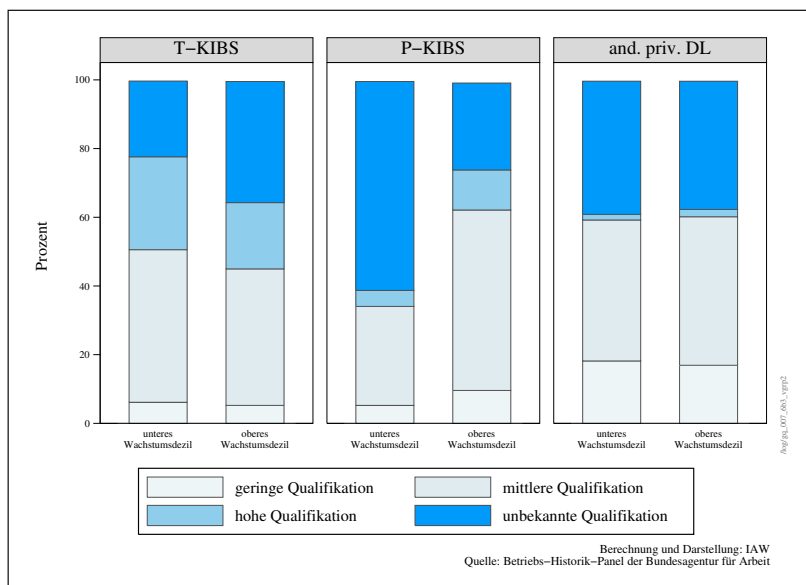 T−KIBS
P−KIBS
and. priv. DL
Prozent
100
80
60
40
20
0
unteres
Wachstumsdezil
oberes
Wachstumsdezil
unteres
Wachstumsdezil
oberes
Wachstumsdezil
unteres
Wachstumsdezil
oberes
Wachstumsdezil
/log/gq_007_6b3_vgrp2
geringe Qualifikation
mittlere Qualifikation
hohe Qualifikation
unbekannte Qualifikation
Berechnung und Darstellung: IAW
Quelle: Betriebs−Historik−Panel der Bundesagentur für Arbeit